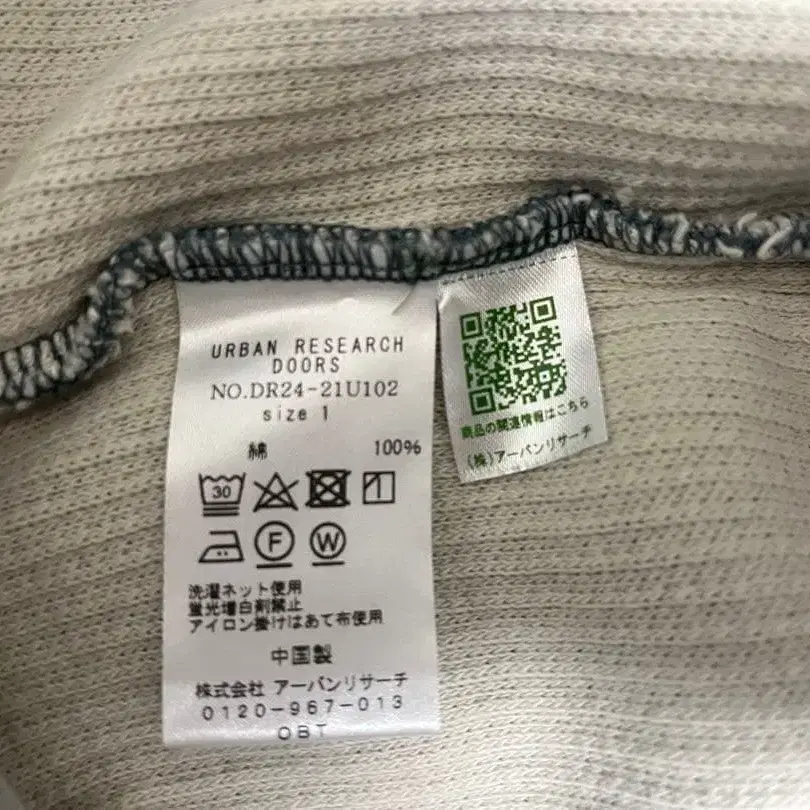 URBAN RESEARCH
DOORS
NO.DR24-21U102
size 1
綿 100%
30
F W
洗濯ネット使用
蛍光増白剤禁止
アイロン掛けはあて布使用
中国製
株式会社 アーバンリサーチ
0120-967-013
OBT
商品の関連情報はこちら
(株)アーバンリサーチ